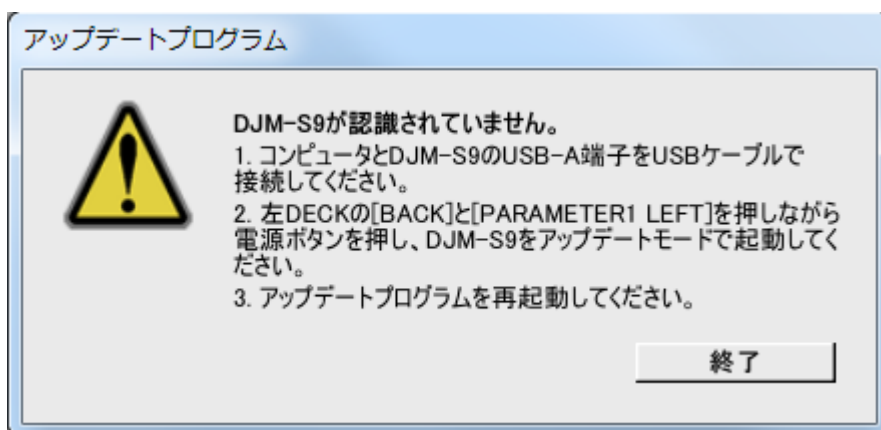 アップデートプログラム
DJM-S9が認識されていません。
1. コンピュータとDJM-S9のUSB-A端子をUSBケーブルで
接続してください。
2. 左DECKの[BACK]と[PARAMETER1 LEFT]を押しながら
電源ボタンを押し、DJM-S9をアップデートモードで起動してく
ださい。
3. アップデートプログラムを再起動してください。
終了